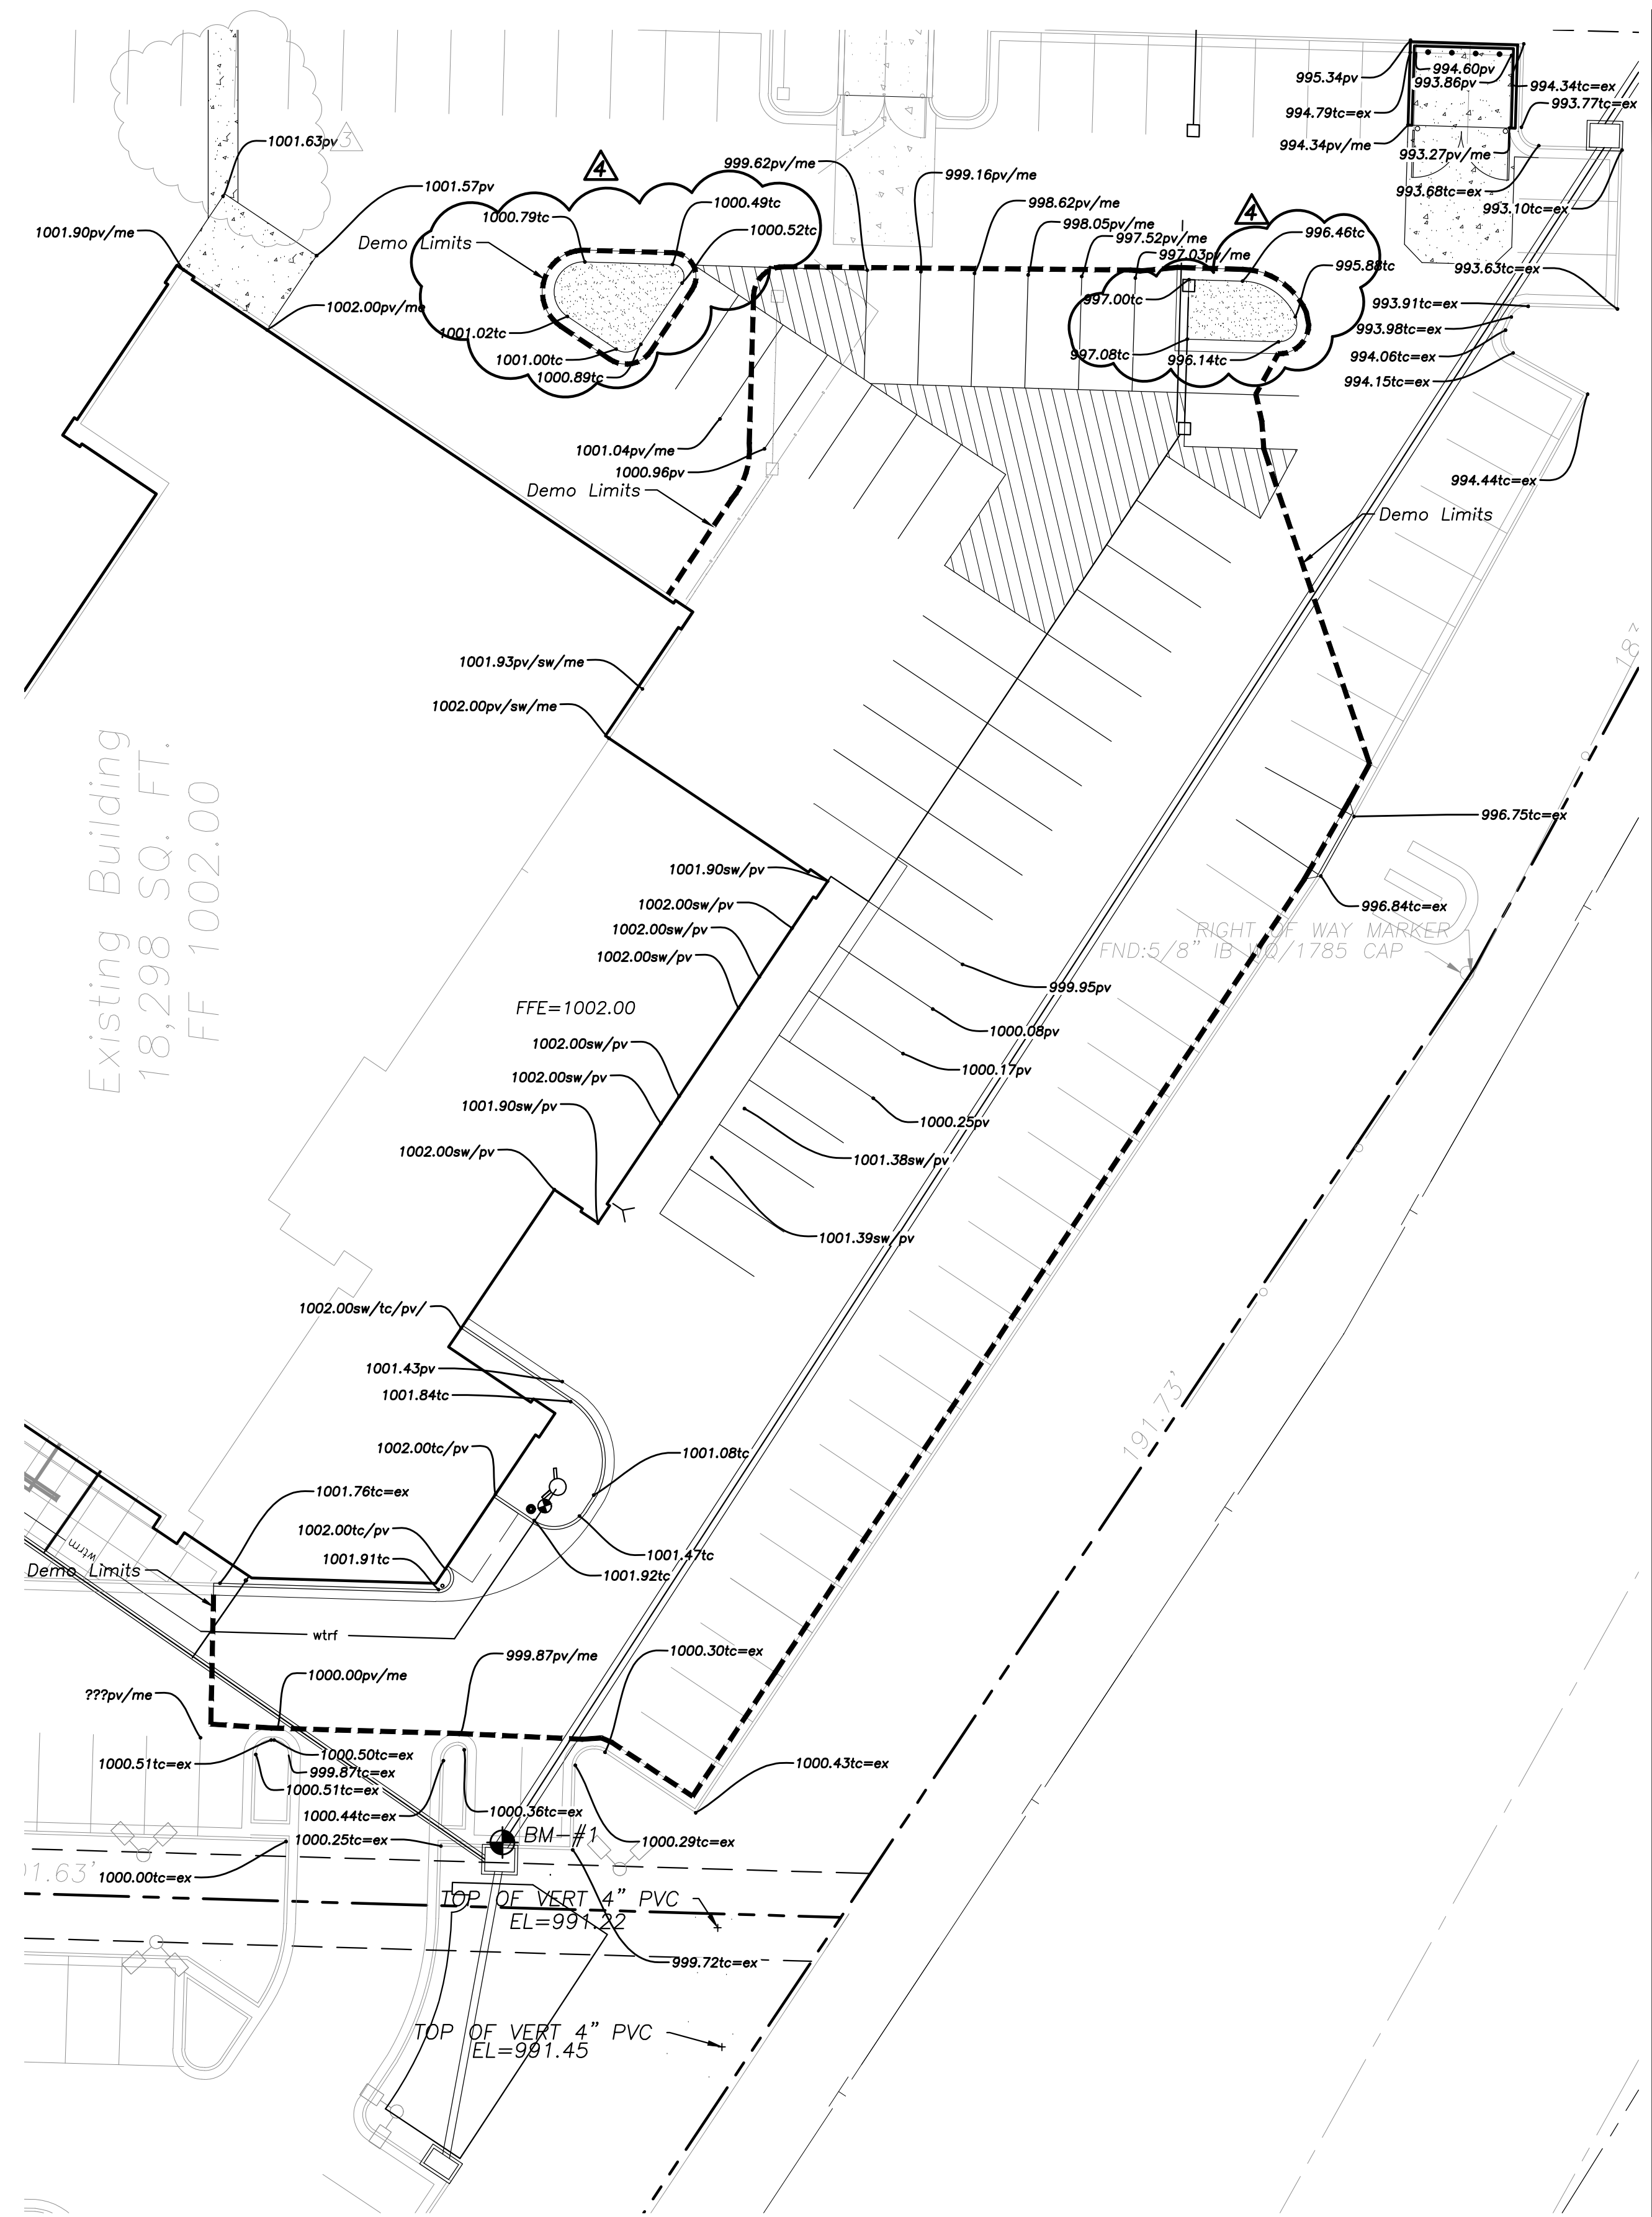 995.34pv
994.60pv
993.86pv
994.34tc=ex
994.79tc=ex
993.77tc=ex
1001.63pv
3
4
994.34pv/me
993.27pv/me
999.62pv/me
999.16pv/me
1001.57pv
993.68tc=ex
993.10tc=ex
1000.79tc
1000.49tc
998.62pv/me
4
998.05pv/me
1001.90pv/me
Demo Limits
1000.52tc
997.52pv/me
996.46tc
997.03pv/me
995.88tc
993.63tc=ex
997.00tc
993.91tc=ex
1002.00pv/me
993.98tc=ex
1001.02tc
1001.00tc
997.08tc
996.14tc
994.06tc=ex
1000.89tc
994.15tc=ex
1001.04pv/me
1000.96pv
994.44tc=ex
Demo Limits
Demo Limits
1001.93pv/sw/me
1002.00pv/sw/me
996.75tc=ex
Existing Building
18,298 SQ. FT.
FF 1002.00
1001.90sw/pv
1002.00sw/pv
996.84tc=ex
1002.00sw/pv
RIGHT OF WAY MARKER
FND:5/8" IB WQ/1785 CAP
1002.00sw/pv
999.95pv
FFE=1002.00
1000.08pv
1002.00sw/pv
1000.17pv
1002.00sw/pv
1001.90sw/pv
1000.25pv
1002.00sw/pv
1001.38sw/pv
1001.39sw/pv
1002.00sw/tc/pv/
1001.43pv
1001.84tc
191.73'
1002.00tc/pv
1001.08tc
1001.76tc=ex
1002.00tc/pv
wtrm
1001.47tc
1001.91tc
Demo Limits
1001.92tc
wtrf
1000.30tc=ex
999.87pv/me
1000.00pv/me
???pv/me
1000.51tc=ex
1000.50tc=ex
1000.43tc=ex
999.87tc=ex
1000.51tc=ex
1000.44tc=ex
1000.36tc=ex
1000.25tc=ex
BM-#1
1000.29tc=ex
1000.00tc=ex
TOP OF VERT 4" PVC
EL=991.22
999.72tc=ex
TOP OF VERT 4" PVC
EL=991.45